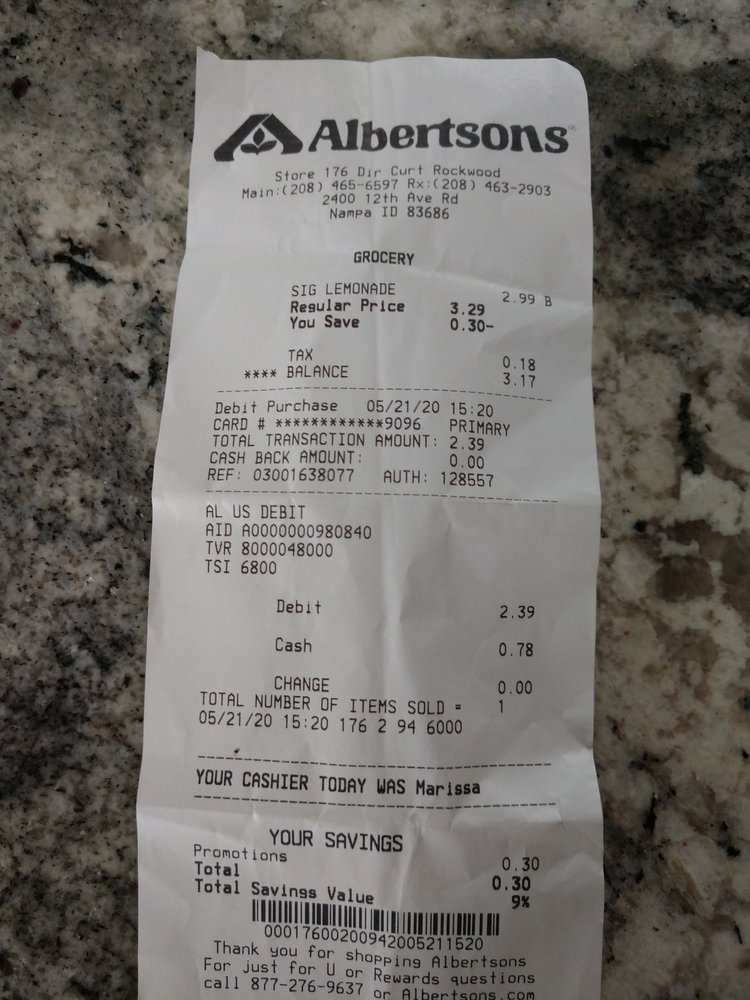 Albertsons
Store 176 Dir Curt Rockwood
Main:(208) 465-6597 Rx:(208) 463-2903
2400 12th Ave Rd
Nampa ID 83686
GROCERY
SIG LEMONADE 2.99 B
Regular Price 3.29
You Save 0.30-
TAX 0.18
**** BALANCE 3.17
Debit Purchase 05/21/20 15:20
CARD # ************9096 PRIMARY
TOTAL TRANSACTION AMOUNT: 2.39
CASH BACK AMOUNT: 0.00
REF: 03001638077 AUTH: 128557
AL US DEBIT
AID A0000000980840
TVR 8000048000
TSI 6800
Debit 2.39
Cash 0.78
CHANGE 0.00
TOTAL NUMBER OF ITEMS SOLD = 1
05/21/20 15:20 176 2 94 6000
YOUR CASHIER TODAY WAS Marissa
YOUR SAVINGS
Promotions 0.30
Total 0.30
Total Savings Value 9%
00017600200942005211520
Thank you for shopping Albertsons
For just for U or Rewards questions
call 877-276-9637 or Albertsons.com